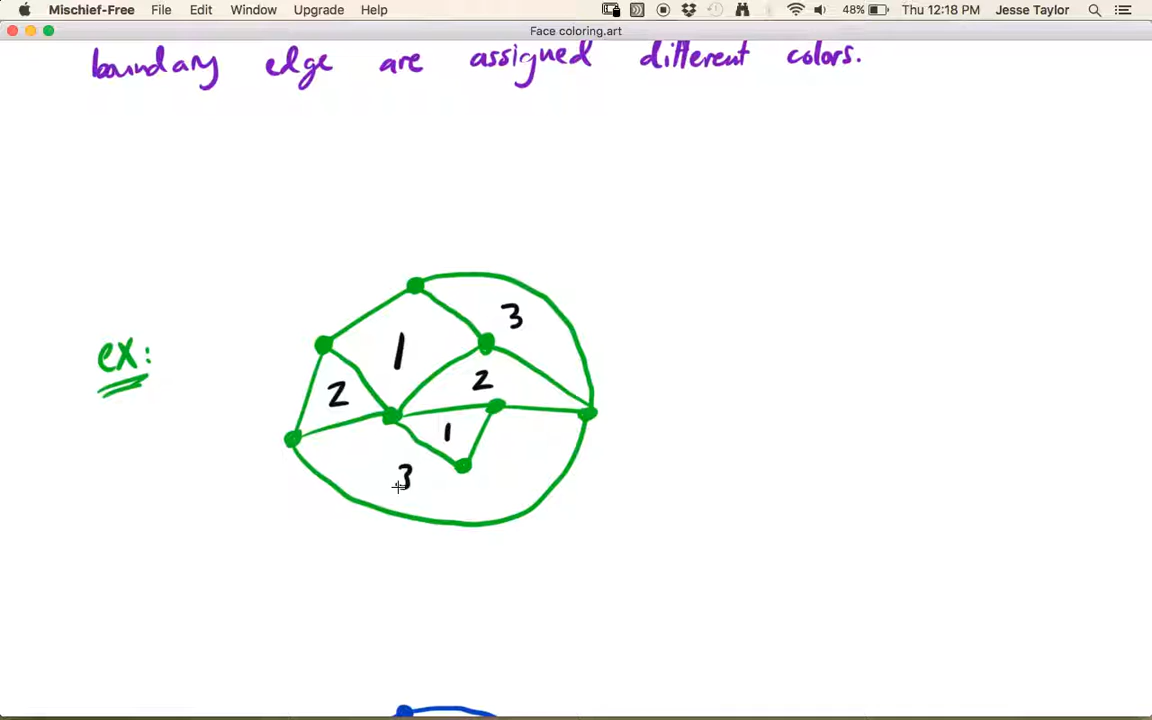 Mischief-Free File Edit Window Upgrade Help 48% Thu 12:18 PM Jesse Taylor
Face coloring.art
boundary edge are assigned different colors.
3
1
ex:
2
2
1
3